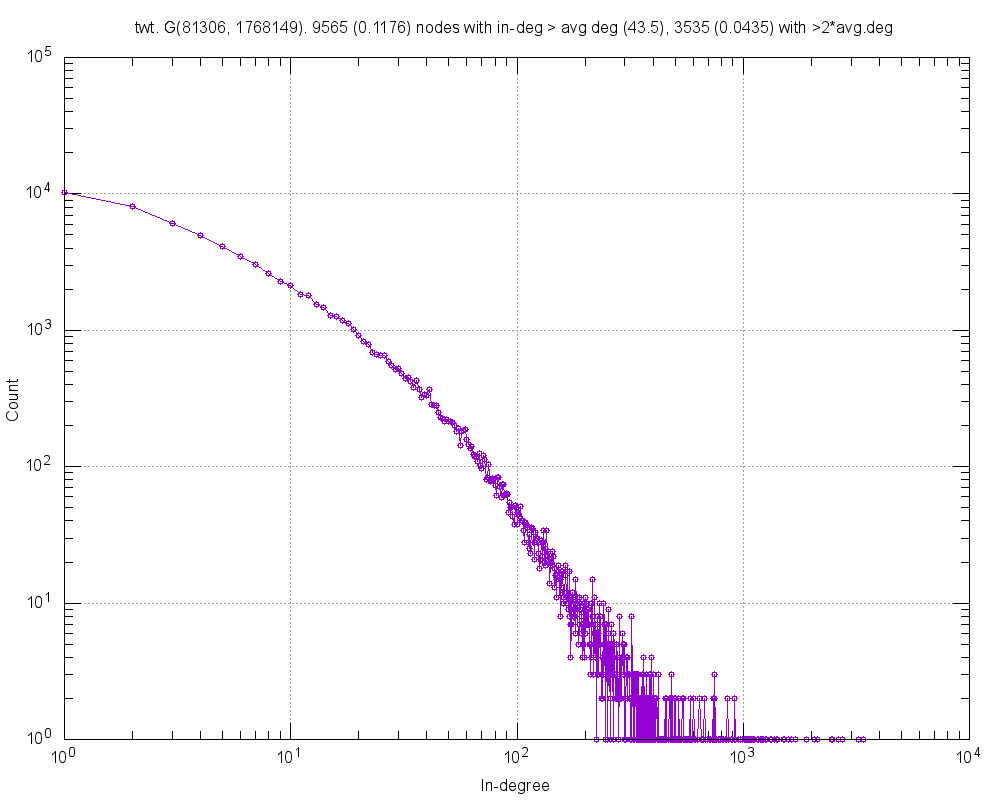 twt. G(81306, 1768149). 9565 (0.1176) nodes with in-deg > avg deg (43.5), 3535 (0.0435) with >2*avg.deg
10^5
10^4
10^3
10^2
10^1
10^0
Count
10^0 10^1 10^2 10^3 10^4
In-degree